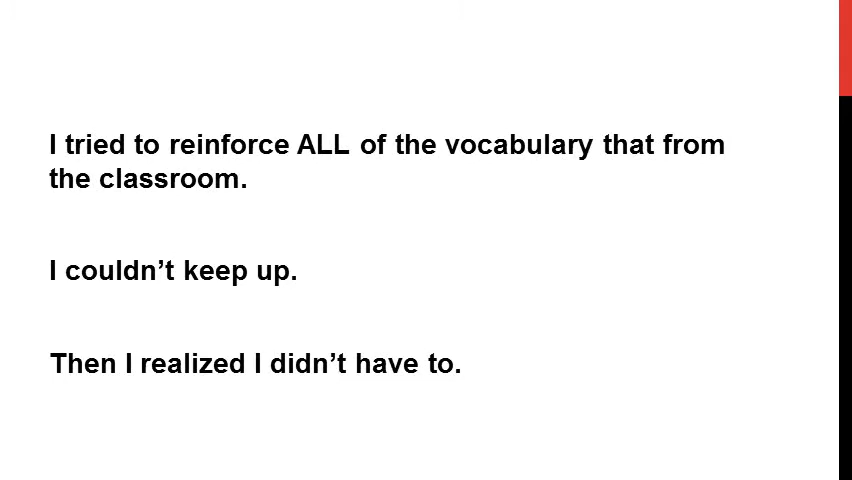 I tried to reinforce ALL of the vocabulary that from
the classroom.
I couldn’t keep up.
Then I realized I didn’t have to.